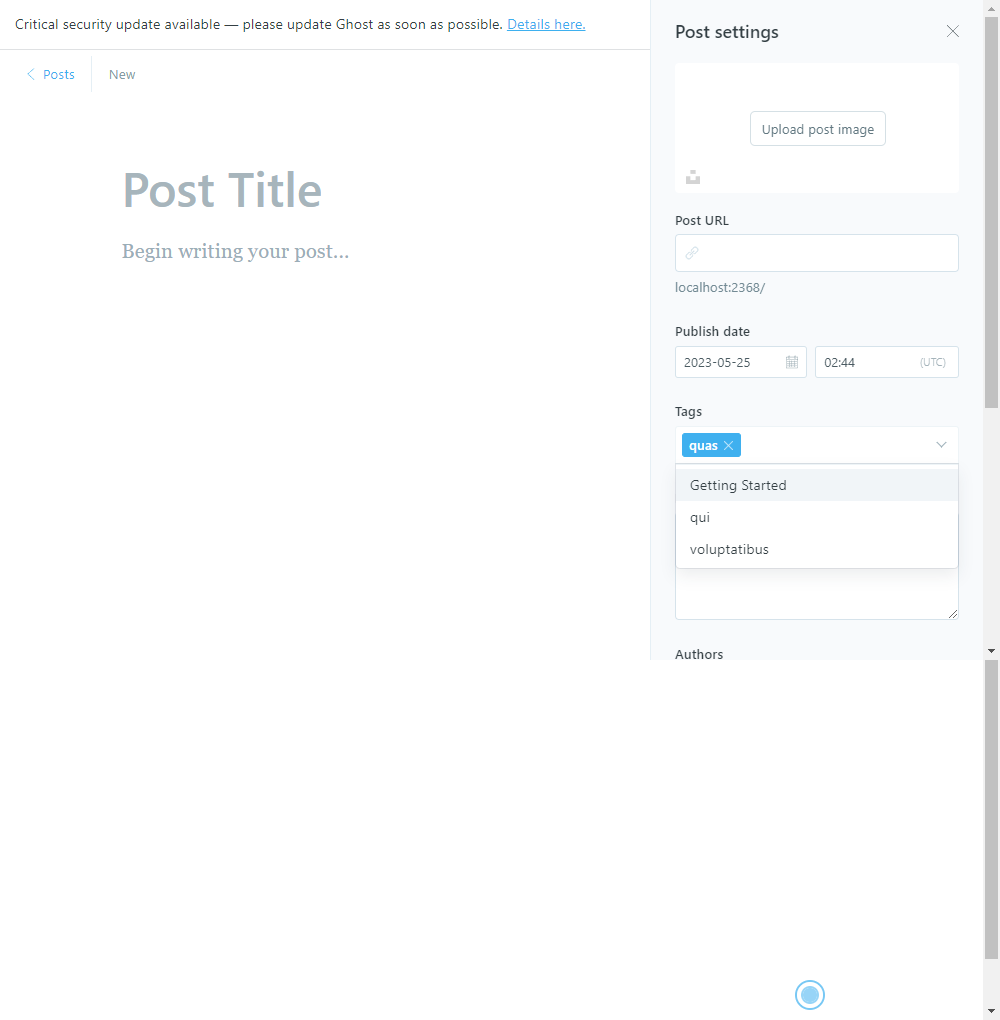 Critical security update available — please update Ghost as soon as possible. Details here.
Posts
New
Post Title
Begin writing your post...
Post settings
Upload post image
Post URL
localhost:2368/
Publish date
2023-05-25
02:44
(UTC)
Tags
quas
Getting Started
qui
voluptatibus
Authors